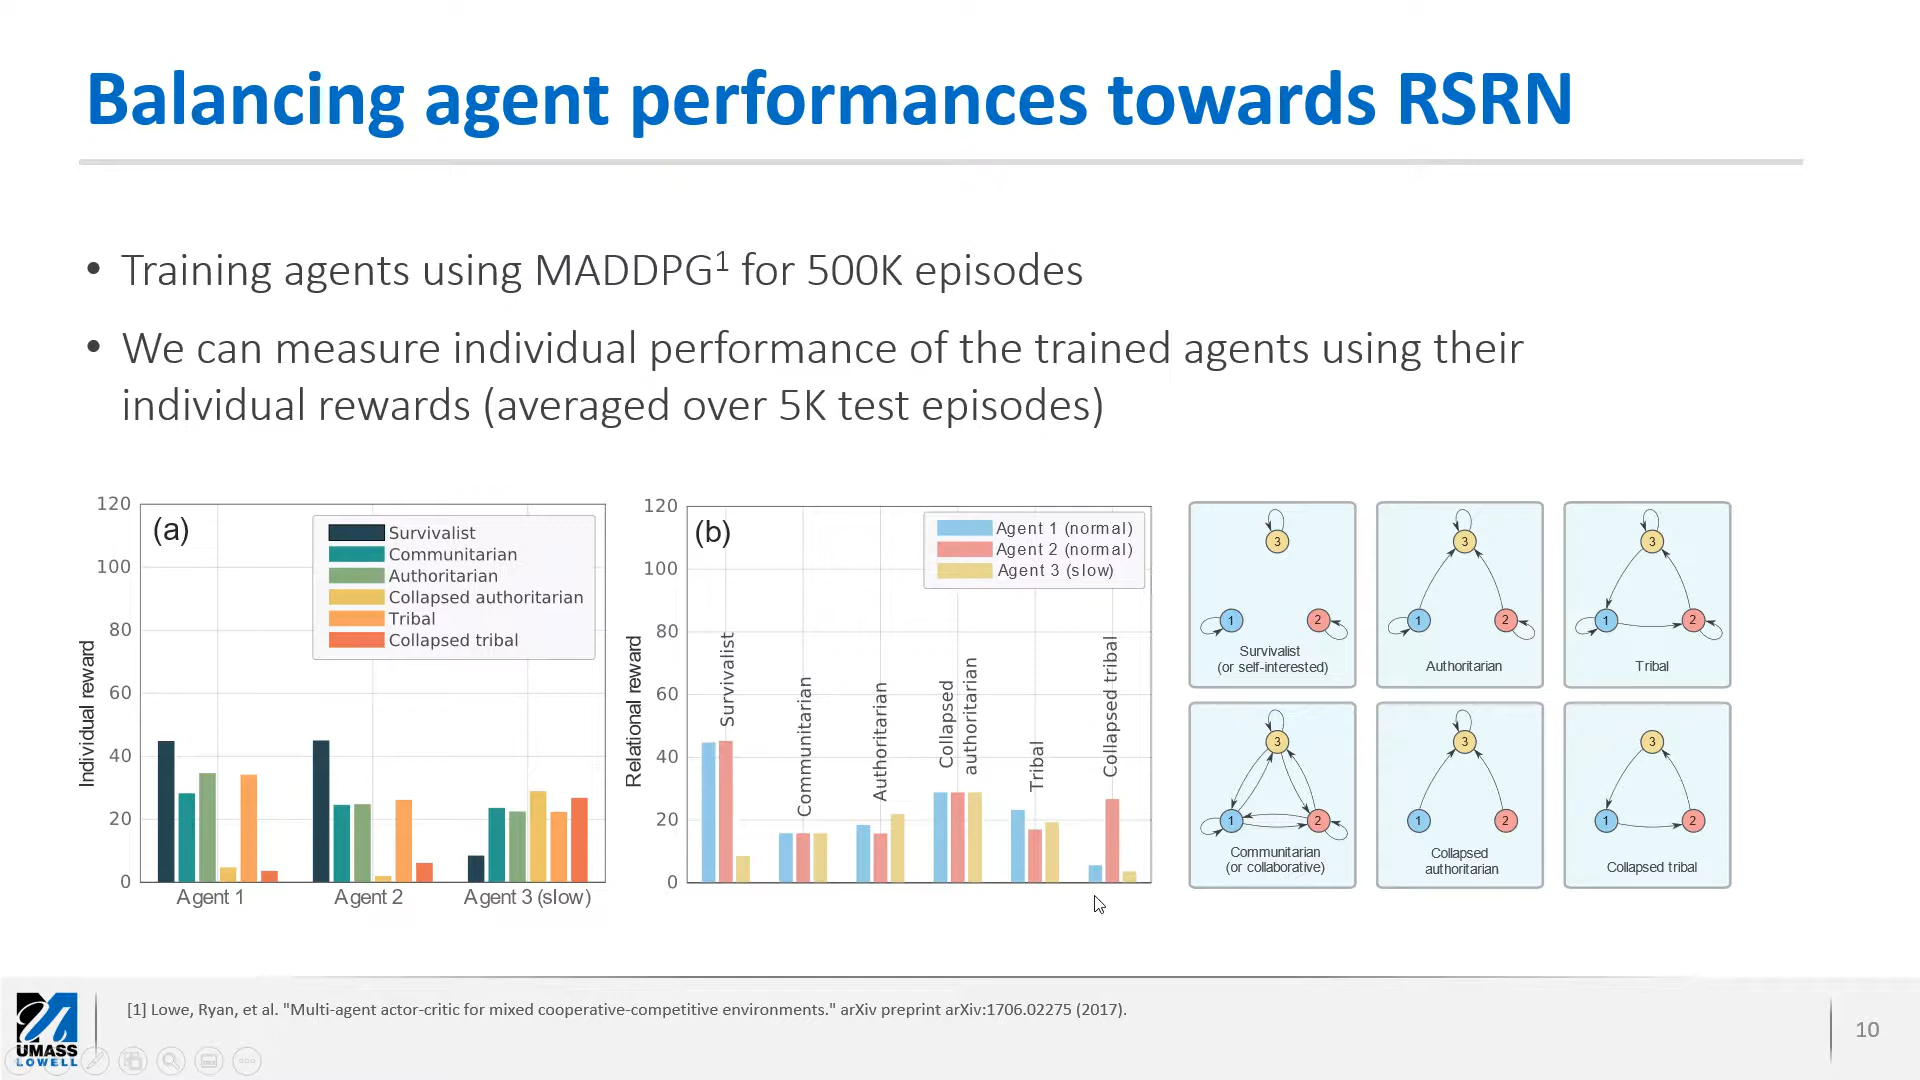 Balancing agent performances towards RSRN
• Training agents using MADDPG1 for 500K episodes
• We can measure individual performance of the trained agents using their
individual rewards (averaged over 5K test episodes)
(a)
Individual reward
120
100
80
60
40
20
0
Survivalist
Communitarian
Authoritarian
Collapsed authoritarian
Tribal
Collapsed tribal
Agent 1
Agent 2
Agent 3 (slow)
(b)
Relational reward
120
100
80
60
40
20
0
Agent 1 (normal)
Agent 2 (normal)
Agent 3 (slow)
Survivalist
Communitarian
Authoritarian
Collapsed
authoritarian
Tribal
Collapsed tribal
3
1
2
Survivalist
(or self-interested)
3
1
2
Authoritarian
3
1
2
Tribal
3
1
2
Communitarian
(or collaborative)
3
1
2
Collapsed
authoritarian
3
1
2
Collapsed tribal
UMASS
LOWELL
[1] Lowe, Ryan, et al. "Multi-agent actor-critic for mixed cooperative-competitive environments." arXiv preprint arXiv:1706.02275 (2017).
10